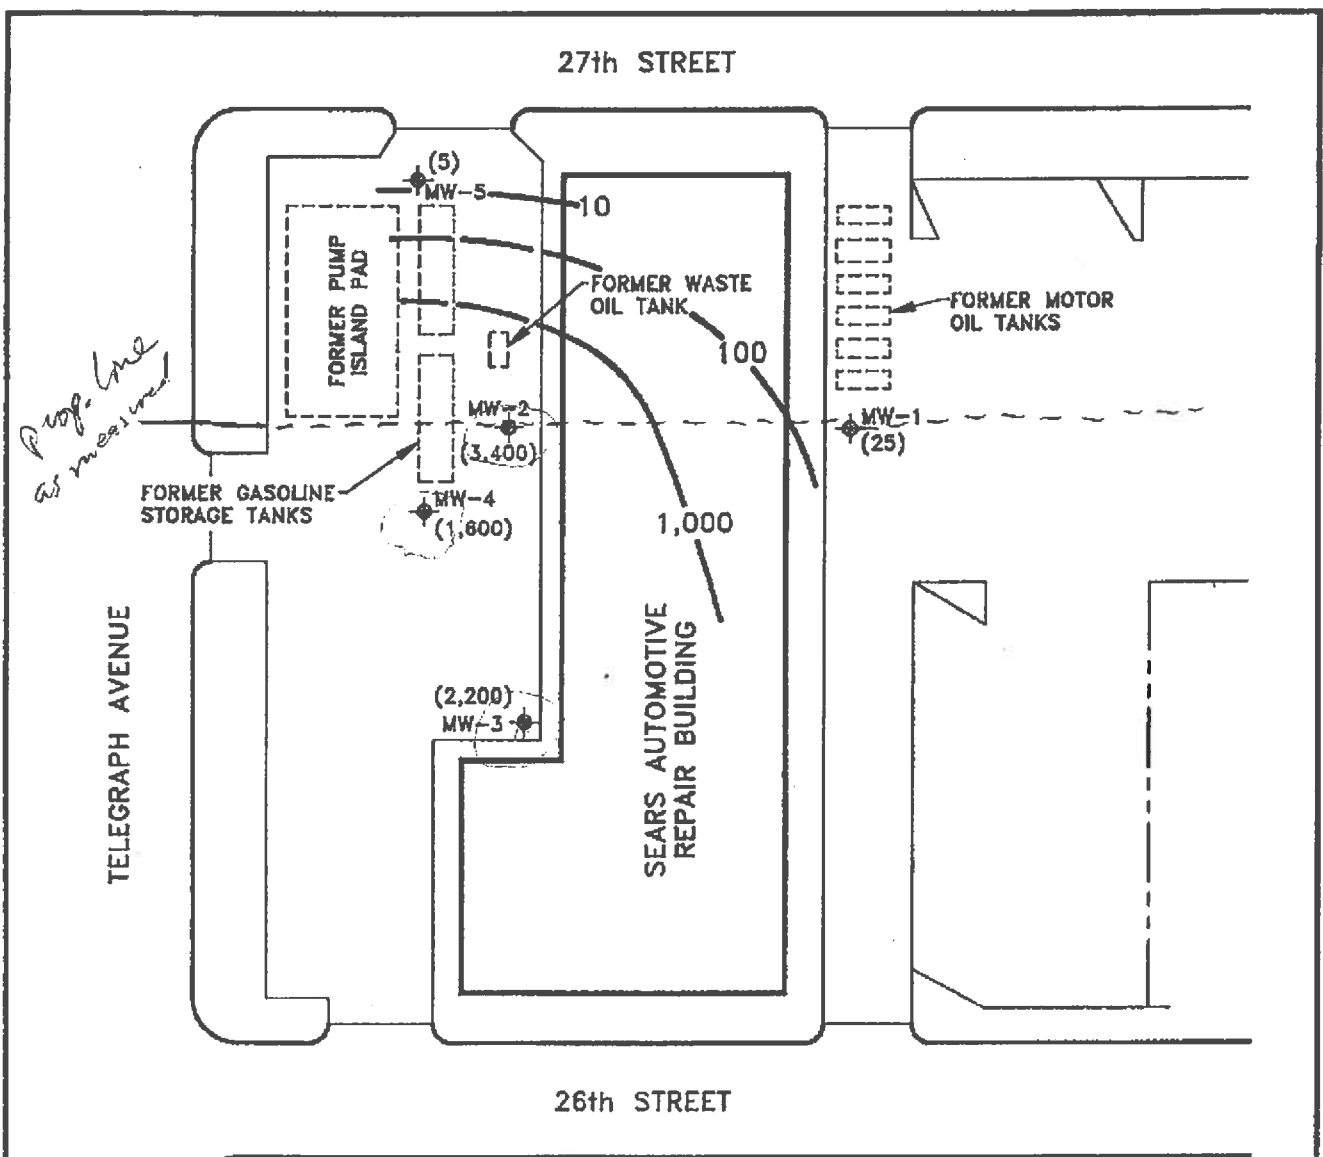 27th STREET
(5)
MW-5
10
FORMER PUMP
ISLAND PAD
FORMER WASTE
OIL TANK
FORMER MOTOR
OIL TANKS
100
Prop. Line
as measured
MW-2
(3,400)
MW-1
(25)
FORMER GASOLINE
STORAGE TANKS
MW-4
(1,600)
1,000
TELEGRAPH AVENUE
(2,200)
MW-3
SEARS AUTOMOTIVE
REPAIR BUILDING
26th STREET